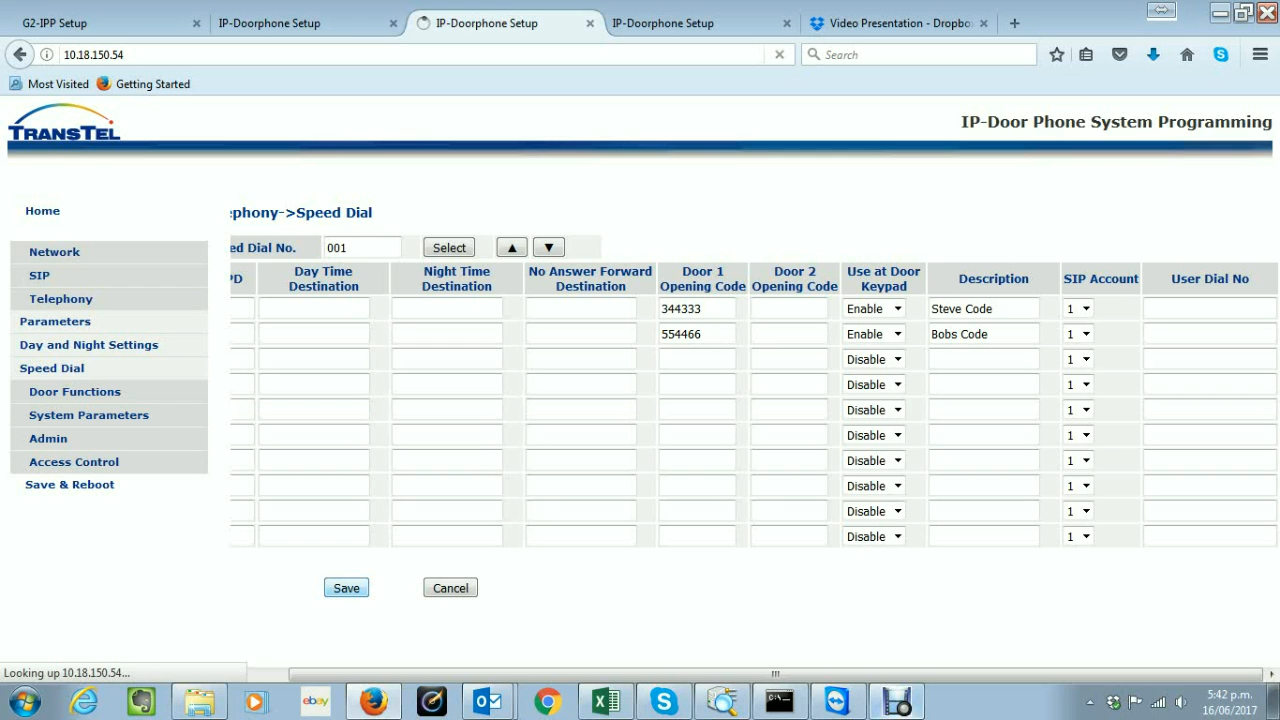 G2-IPP Setup × IP-Doorphone Setup × IP-Doorphone Setup × IP-Doorphone Setup × Video Presentation - Dropbo × +
10.18.150.54 × Search
Most Visited Getting Started
TRANSTEL
IP-Door Phone System Programming
Home
Network
SIP
Telephony
Parameters
Day and Night Settings
Speed Dial
Door Functions
System Parameters
Admin
Access Control
Save & Reboot
ephony->Speed Dial
ed Dial No. 001 Select ▲ ▼
PD Day Time Destination Night Time Destination No Answer Forward Destination Door 1 Opening Code Door 2 Opening Code Use at Door Keypad Description SIP Account User Dial No
344333 Enable Steve Code 1
554466 Enable Bobs Code 1
Disable 1
Disable 1
Disable 1
Disable 1
Disable 1
Disable 1
Disable 1
Disable 1
Save Cancel
Looking up 10.18.150.54...
ebay
C:\
5:42 p.m.
16/06/2017